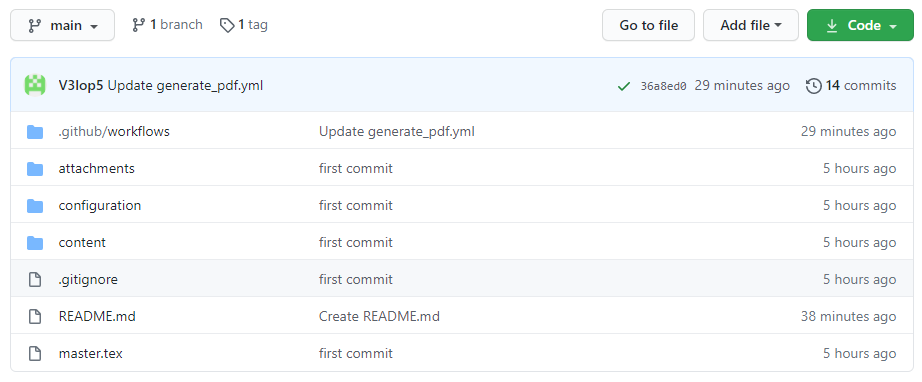 main 1 branch 1 tag Go to file Add file Code
V3lop5 Update generate_pdf.yml 36a8ed0 29 minutes ago 14 commits
.github/workflows Update generate_pdf.yml 29 minutes ago
attachments first commit 5 hours ago
configuration first commit 5 hours ago
content first commit 5 hours ago
.gitignore first commit 5 hours ago
README.md Create README.md 38 minutes ago
master.tex first commit 5 hours ago